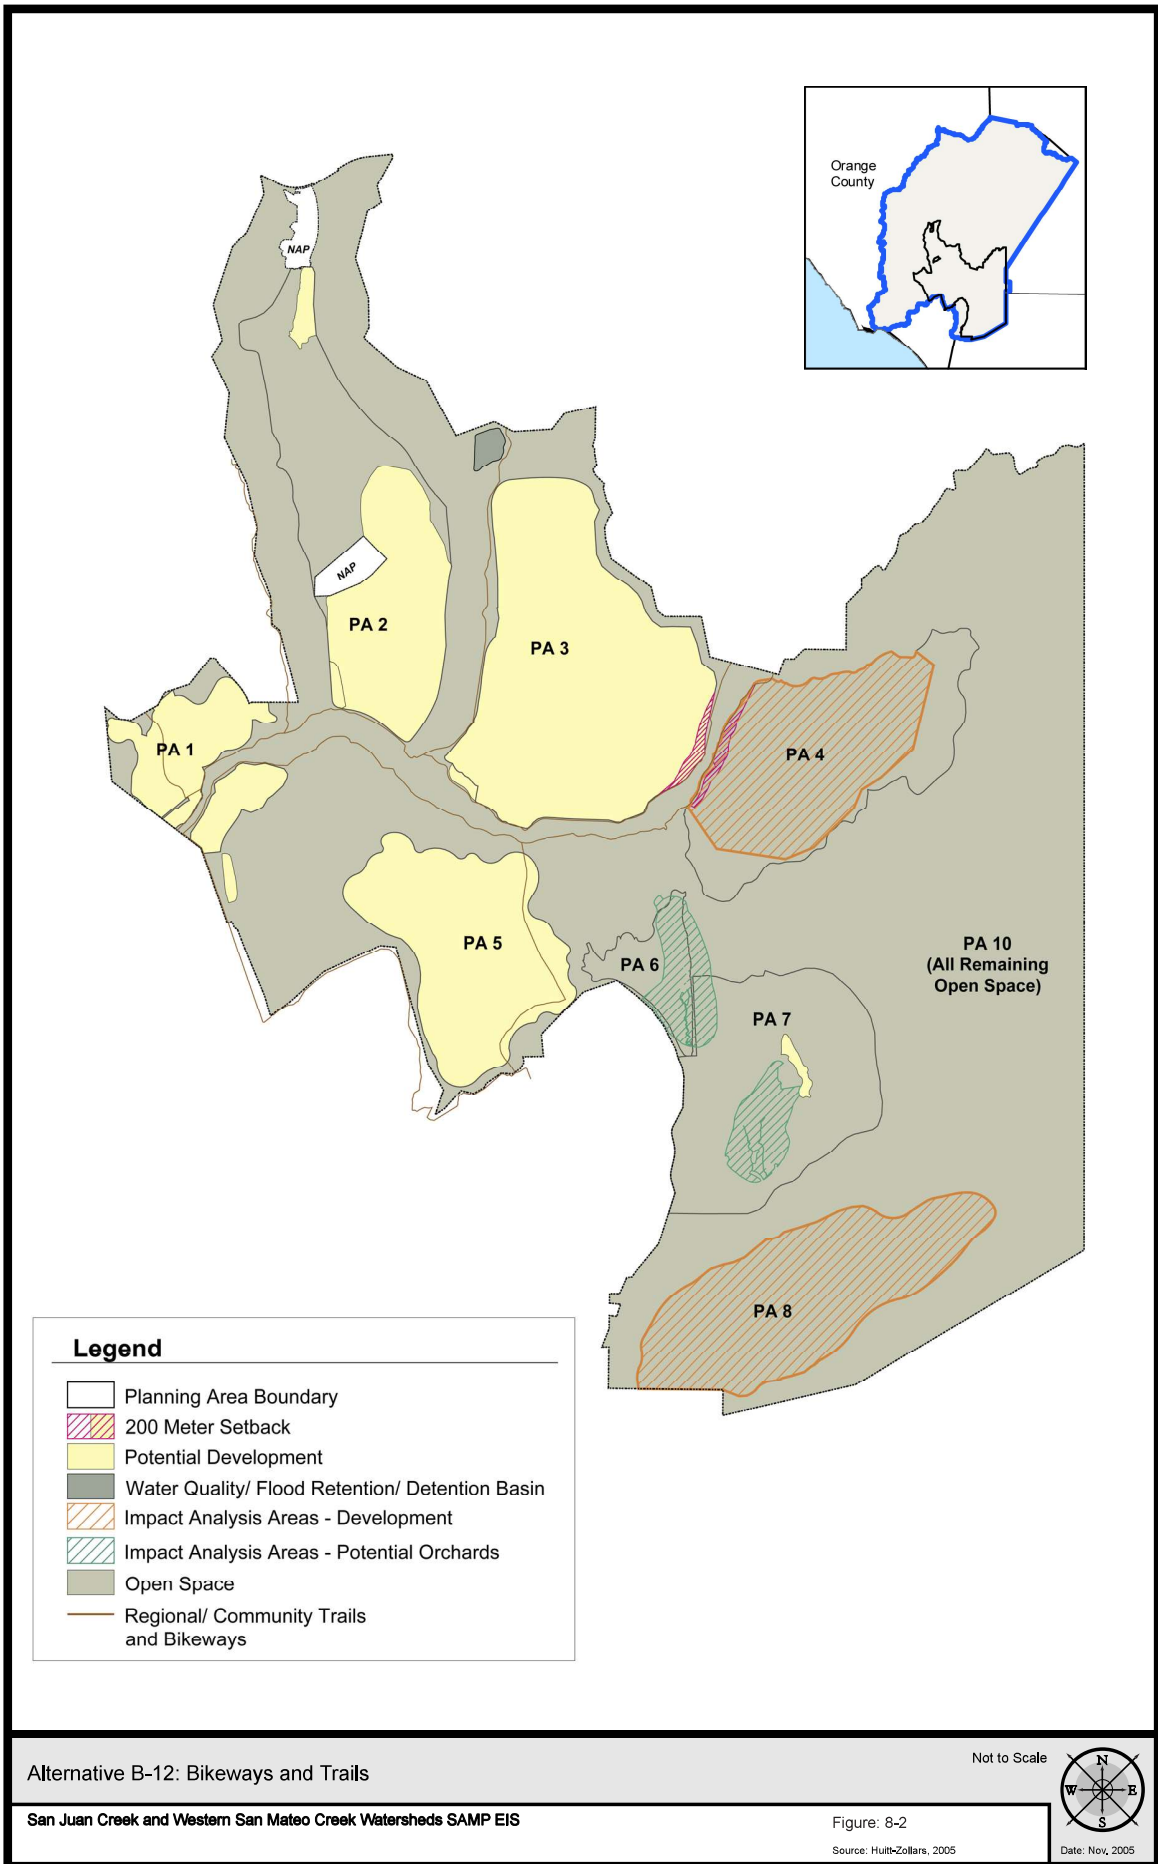 Orange
County
NAP
NAP
PA 2
PA 3
PA 1
PA 4
PA 5
PA 6
PA 10
(All Remaining
Open Space)
PA 7
PA 8
Legend
Planning Area Boundary
200 Meter Setback
Potential Development
Water Quality/ Flood Retention/ Detention Basin
Impact Analysis Areas - Development
Impact Analysis Areas - Potential Orchards
Open Space
Regional/ Community Trails
and Bikeways
Alternative B-12: Bikeways and Trails
Not to Scale
N
W E
S
San Juan Creek and Western San Mateo Creek Watersheds SAMP EIS
Figure: 8-2
Source: Huitt-Zollars, 2005
Date: Nov, 2005